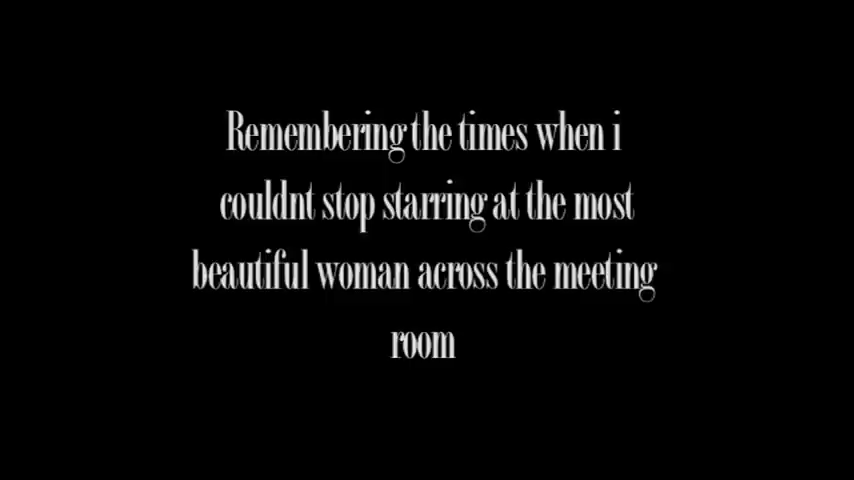 Remembering the times when i
couldnt stop starring at the most
beautiful woman across the meeting
room